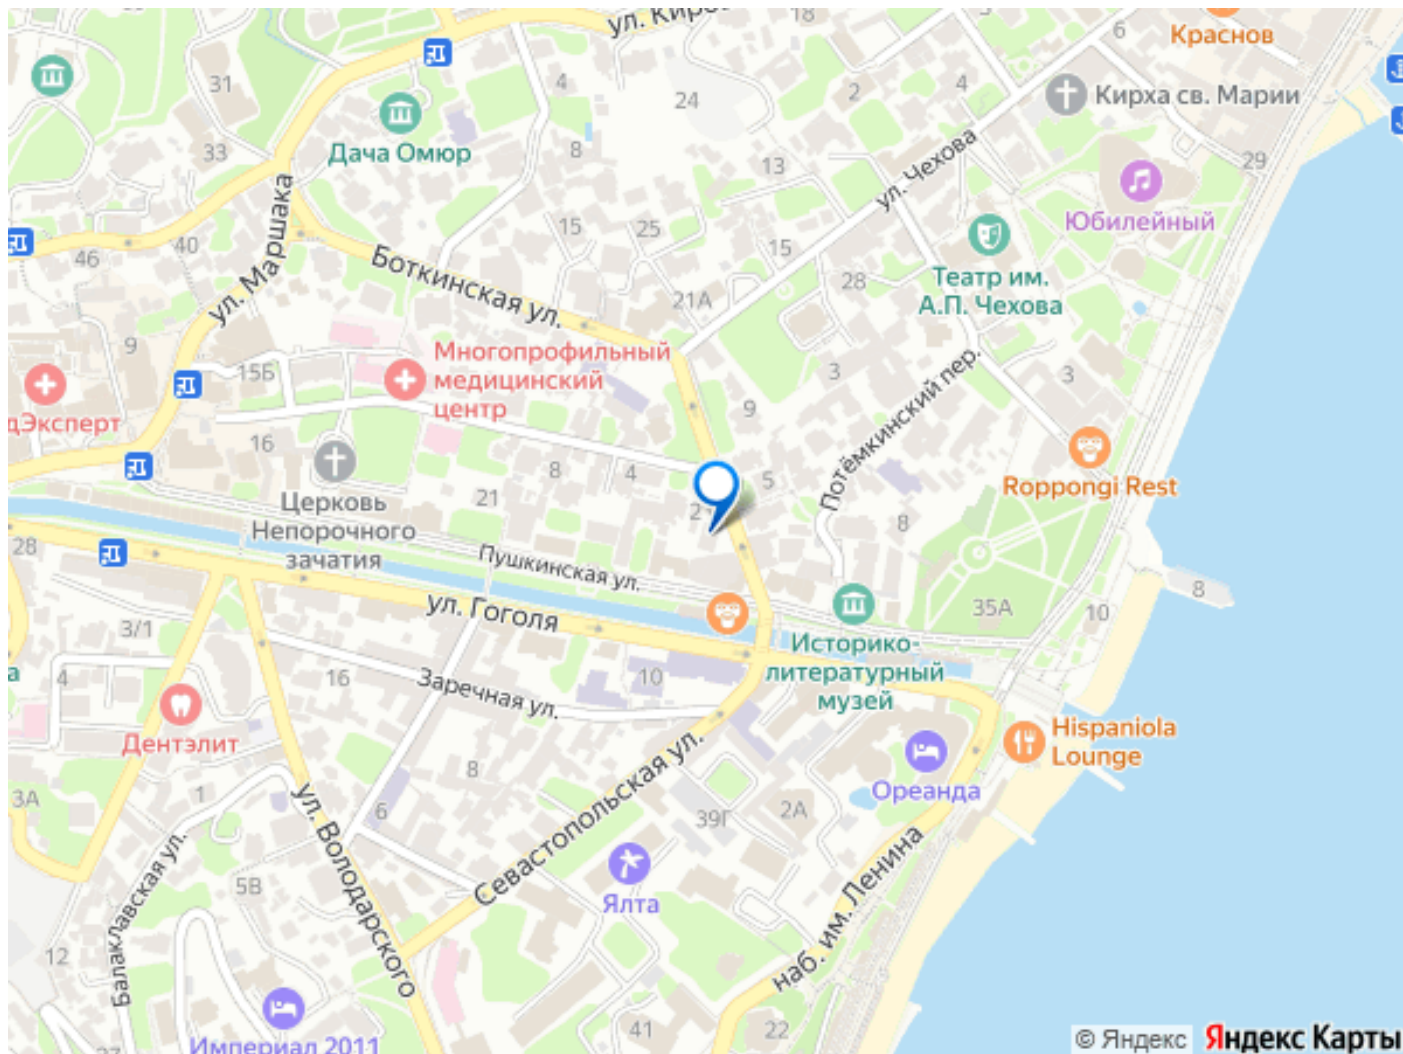 ул. Киро
18
6
Краснов
31
4
24
2
4
Кирха св. Марии
33
Дача Омюр
8
13
ул. Чехова
29
ул. Маршака
Юбилейный
46
40
15
25
15
Боткинская ул.
28
Театр им.
А.П. Чехова
21А
9
15Б
Многопрофильный
медицинский
центр
3
Потёмкинский пер.
3
дЭксперт
16
9
8
4
5
Roppongi Rest
21
2
8
Церковь
Непорочного
зачатия
28
Пушкинская ул.
ул. Гоголя
35А
10
8
3/1
Историко-
литературный
музей
а
4
16
Заречная ул.
10
Hispaniola
Lounge
Дентэлит
8
Севастопольская ул.
Ореанда
3А
1
6
39Г
2А
ул. Володарского
Балаклавская ул.
5В
Ялта
наб. им. Ленина
12
Империал 2011
41
22
27
© Яндекс Яндекс Карты